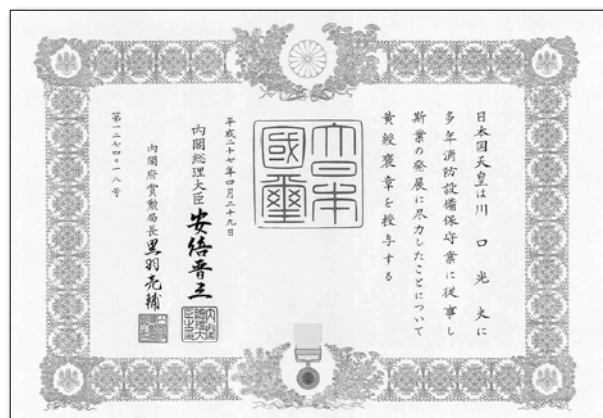 日本国天皇は川口光夫に
多年消防設備保守業に従事し
斯業の発展に尽力したことについて
黄綬褒章を授与する
大日本
國璽
平成二十七年四月二十九日
内閣総理大臣 安倍晋三
内閣府賞勲局長 黒羽亮輔